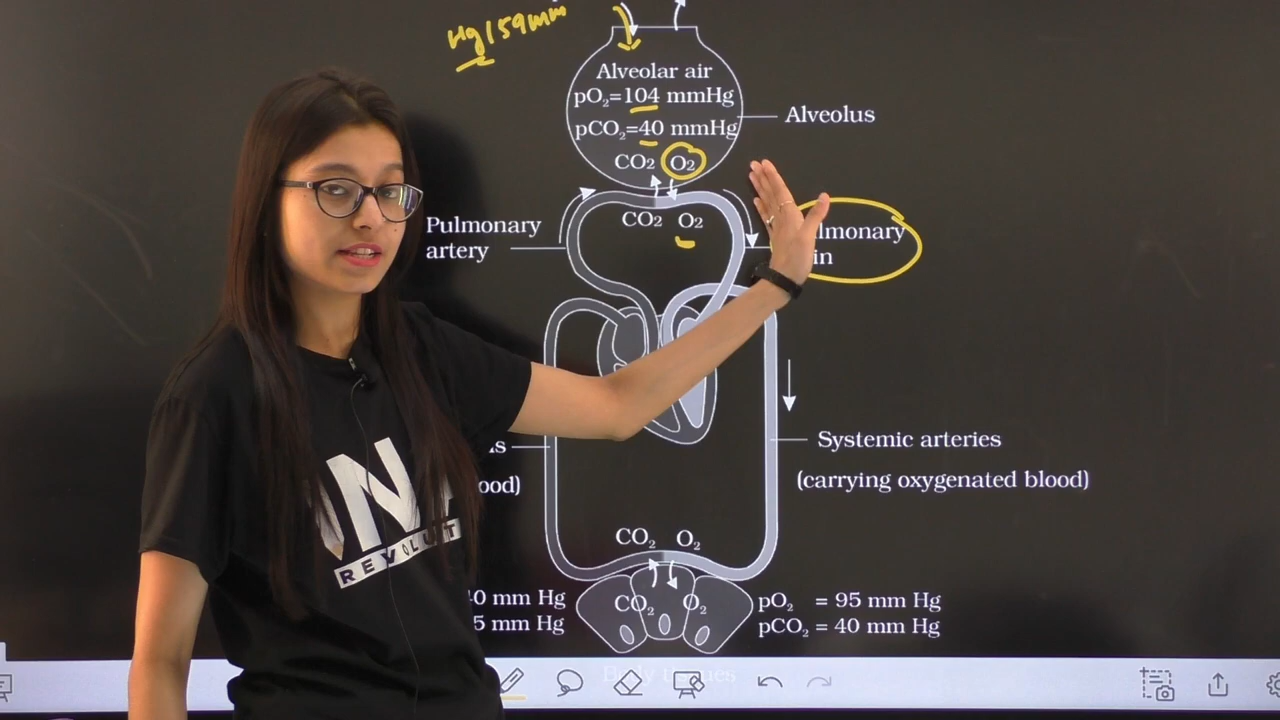 Hg 159mm
Alveolar air
pO₂=104 mmHg
pCO₂=40 mmHg
Alveolus
CO₂ O₂
CO₂ O₂
Pulmonary
artery
lmonary
in
Systemic arteries
(carrying oxygenated blood)
ood)
CO₂ O₂
CO₂ O₂
0 mm Hg
5 mm Hg
pO₂ = 95 mm Hg
pCO₂ = 40 mm Hg
REVOLUT